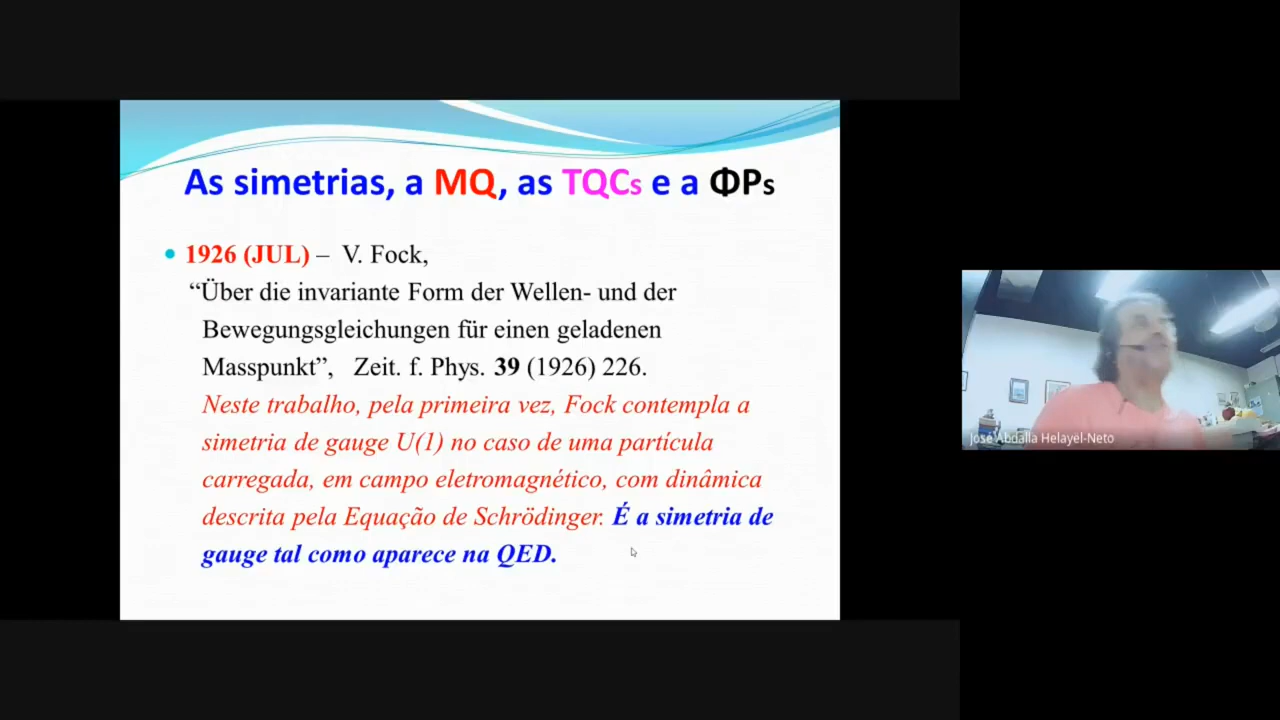 As simetrias, a MQ, as TQCs e a ΦPs
1926 (JUL) – V. Fock,
“Über die invariante Form der Wellen- und der
Bewegungsgleichungen für einen geladenen
Masspunkt”, Zeit. f. Phys. 39 (1926) 226.
Neste trabalho, pela primeira vez, Fock contempla a
simetria de gauge U(1) no caso de uma partícula
carregada, em campo eletromagnético, com dinâmica
descrita pela Equação de Schrödinger. É a simetria de
gauge tal como aparece na QED.
José Abdalla Helayël-Neto